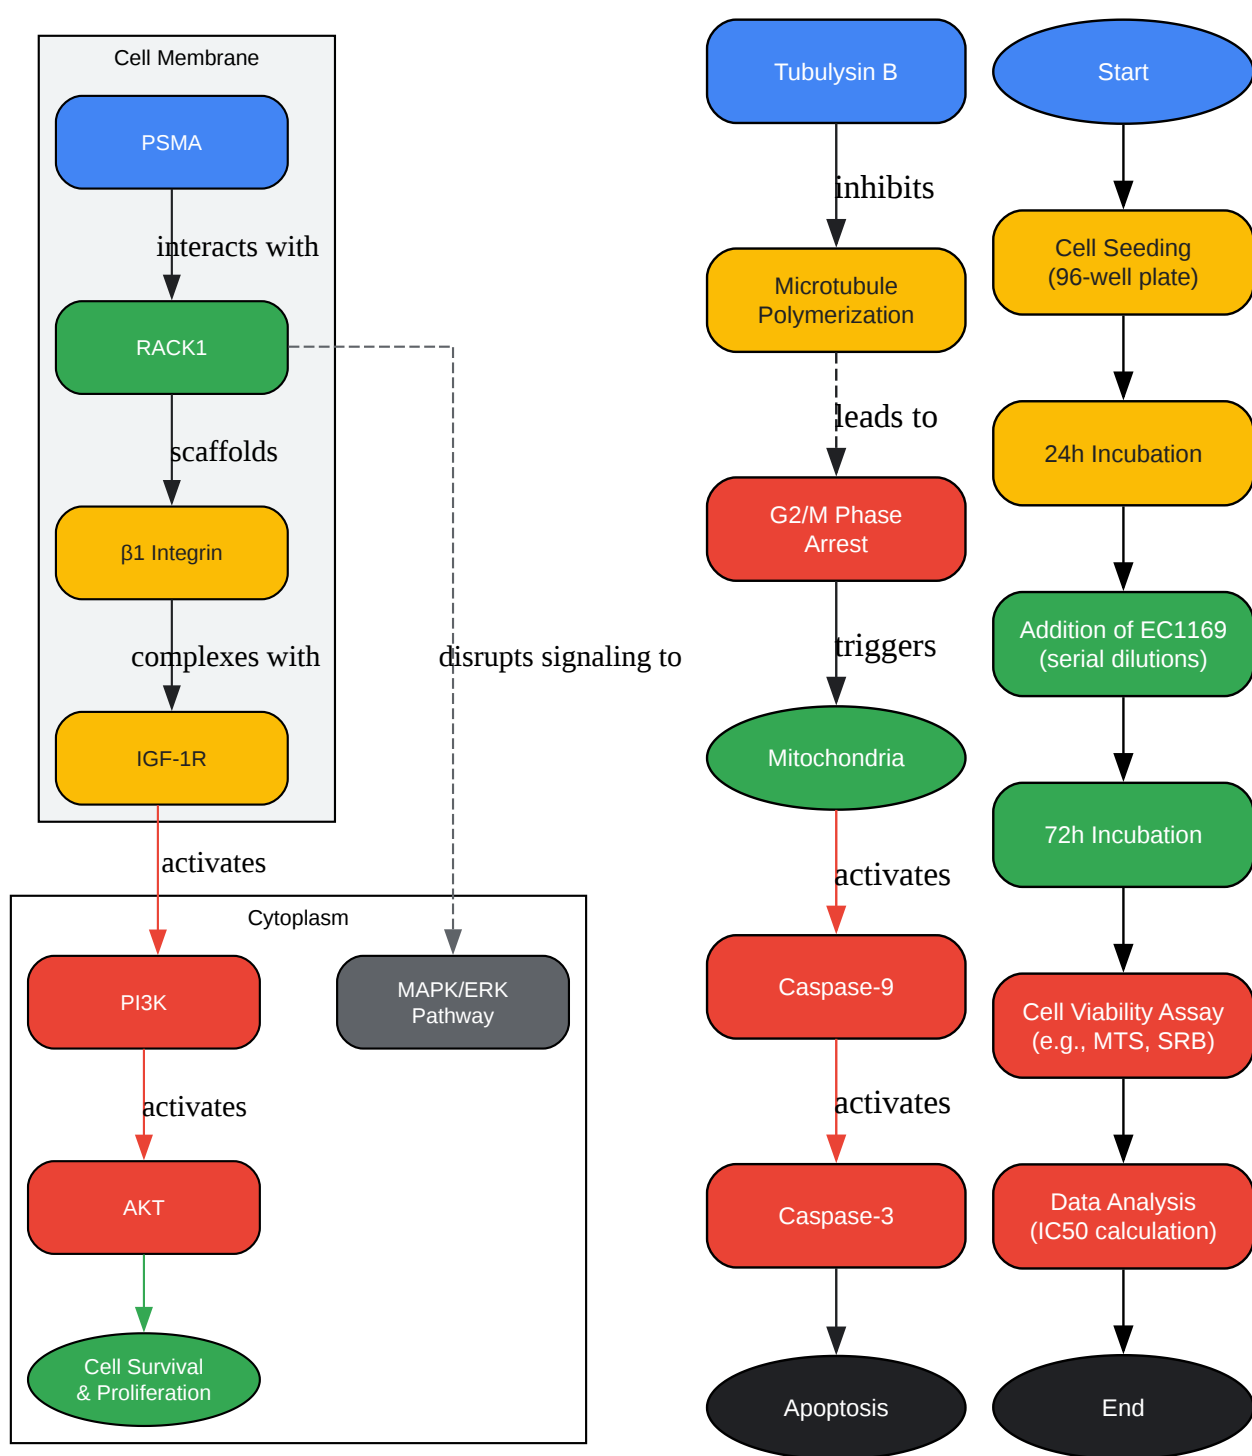 Cell Membrane
PSMA
interacts with
RACK1
scaffolds
β1 Integrin
complexes with
disrupts signaling to
IGF-1R
activates
Cytoplasm
PI3K
MAPK/ERK
Pathway
activates
AKT
Cell Survival
& Proliferation
Tubulysin B
inhibits
Microtubule
Polymerization
leads to
G2/M Phase
Arrest
triggers
Mitochondria
activates
Caspase-9
activates
Caspase-3
Apoptosis
Start
Cell Seeding
(96-well plate)
24h Incubation
Addition of EC1169
(serial dilutions)
72h Incubation
Cell Viability Assay
(e.g., MTS, SRB)
Data Analysis
(IC50 calculation)
End